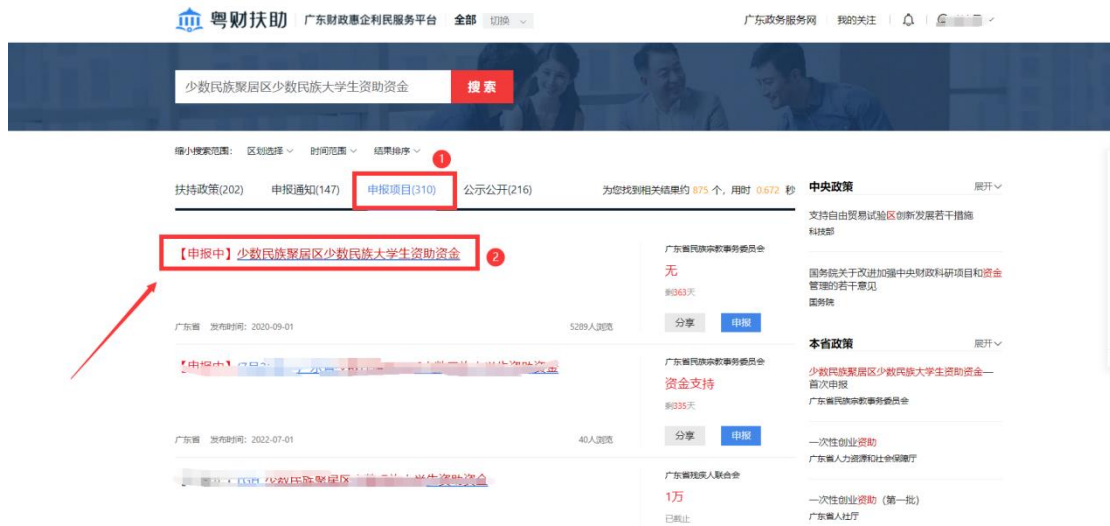 粤财扶助 广东财政惠企利民服务平台 全部 切换
广东政务服务网 我的关注
少数民族聚居区少数民族大学生资助资金 搜索
缩小搜索范围： 区划选择 时间范围 结果排序
1
扶持政策(202) 申报通知(147) 申报项目(310) 公示公开(216) 为您找到相关结果约 875 个，用时 0.672 秒
【申报中】少数民族聚居区少数民族大学生资助资金 2
广东省民族宗教事务委员会
无
剩363天
广东省 发布时间：2020-09-01 5289人浏览 分享 申报
【申报中】
广东省民族宗教事务委员会
资金支持
剩335天
广东省 发布时间：2022-07-01 40人浏览 分享 申报
少数民族聚居区
学生资助资金
广东省残疾人联合会
1万
已截止
中央政策 展开
支持自由贸易试验区创新发展若干措施
科技部
国务院关于改进加强中央财政科研项目和资金
管理的若干意见
国务院
本省政策 展开
少数民族聚居区少数民族大学生资助资金—
首次申报
广东省民族宗教事务委员会
一次性创业资助
广东省人力资源和社会保障厅
一次性创业资助（第一批）
广东省人社厅